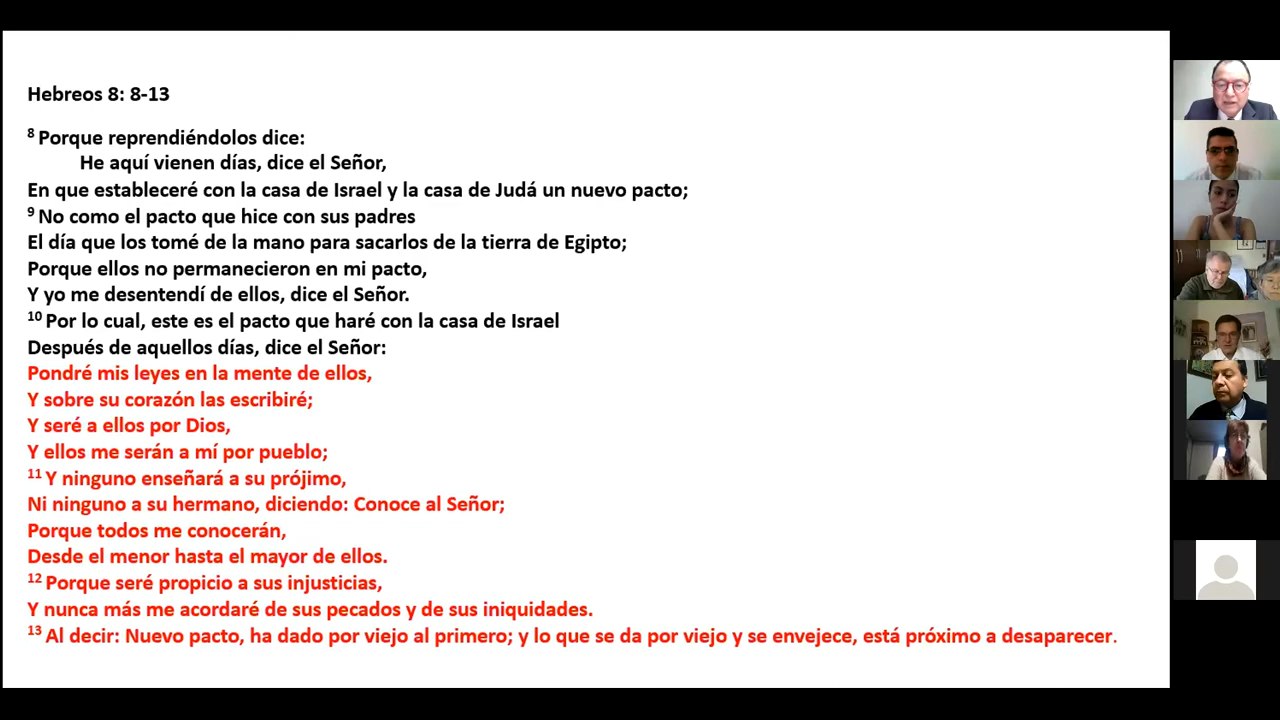 Hebreos 8: 8-13
8 Porque reprendiéndolos dice:
He aquí vienen días, dice el Señor,
En que estableceré con la casa de Israel y la casa de Judá un nuevo pacto;
9 No como el pacto que hice con sus padres
El día que los tomé de la mano para sacarlos de la tierra de Egipto;
Porque ellos no permanecieron en mi pacto,
Y yo me desentendí de ellos, dice el Señor.
10 Por lo cual, este es el pacto que haré con la casa de Israel
Después de aquellos días, dice el Señor:
Pondré mis leyes en la mente de ellos,
Y sobre su corazón las escribiré;
Y seré a ellos por Dios,
Y ellos me serán a mí por pueblo;
11 Y ninguno enseñará a su prójimo,
Ni ninguno a su hermano, diciendo: Conoce al Señor;
Porque todos me conocerán,
Desde el menor hasta el mayor de ellos.
12 Porque seré propicio a sus injusticias,
Y nunca más me acordaré de sus pecados y de sus iniquidades.
13 Al decir: Nuevo pacto, ha dado por viejo al primero; y lo que se da por viejo y se envejece, está próximo a desaparecer.